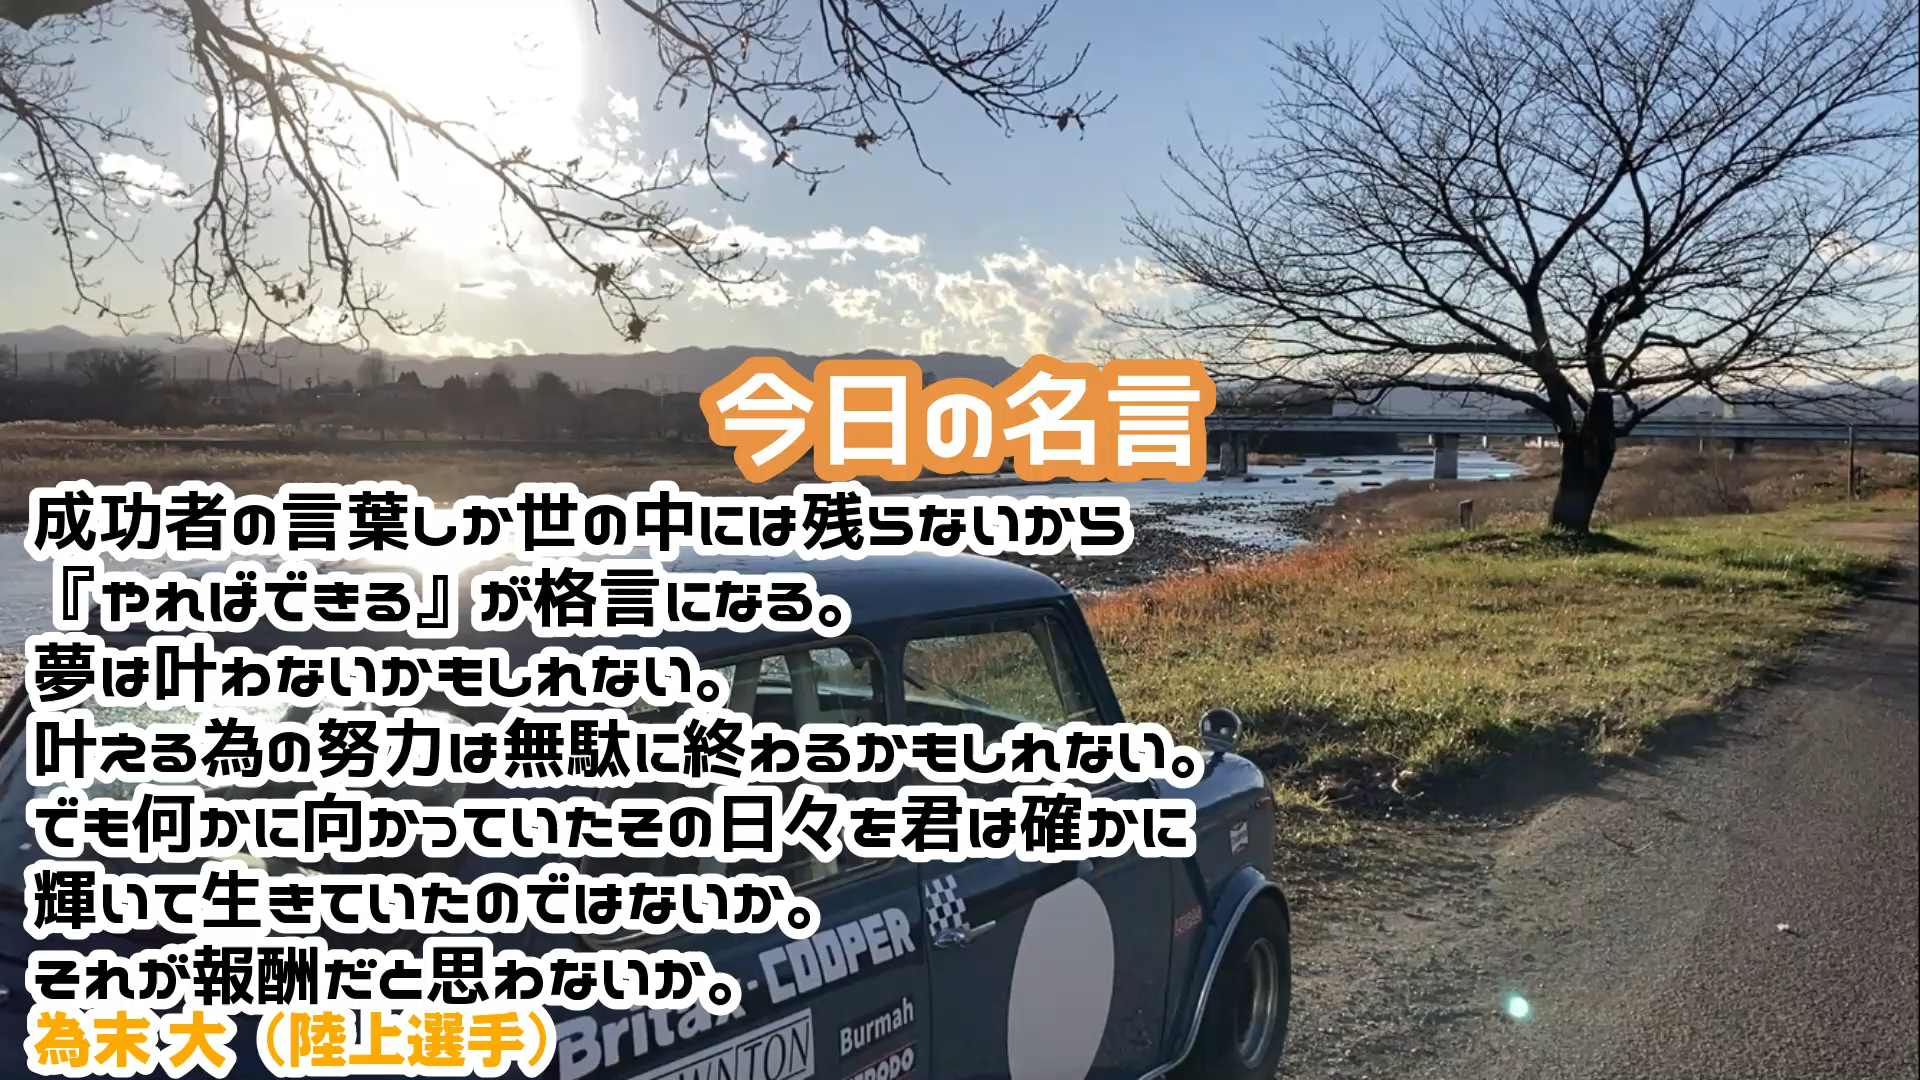 今日の名言
成功者の言葉しか世の中には残らないから
『やればできる』が格言になる。
夢は叶わないかもしれない。
叶える為の努力は無駄に終わるかもしれない。
でも何かに向かっていたその日々を君は確かに
輝いて生きていたのではないか。
それが報酬だと思わないか。
為末 大（陸上選手）
Britax-COOPER
Burmah